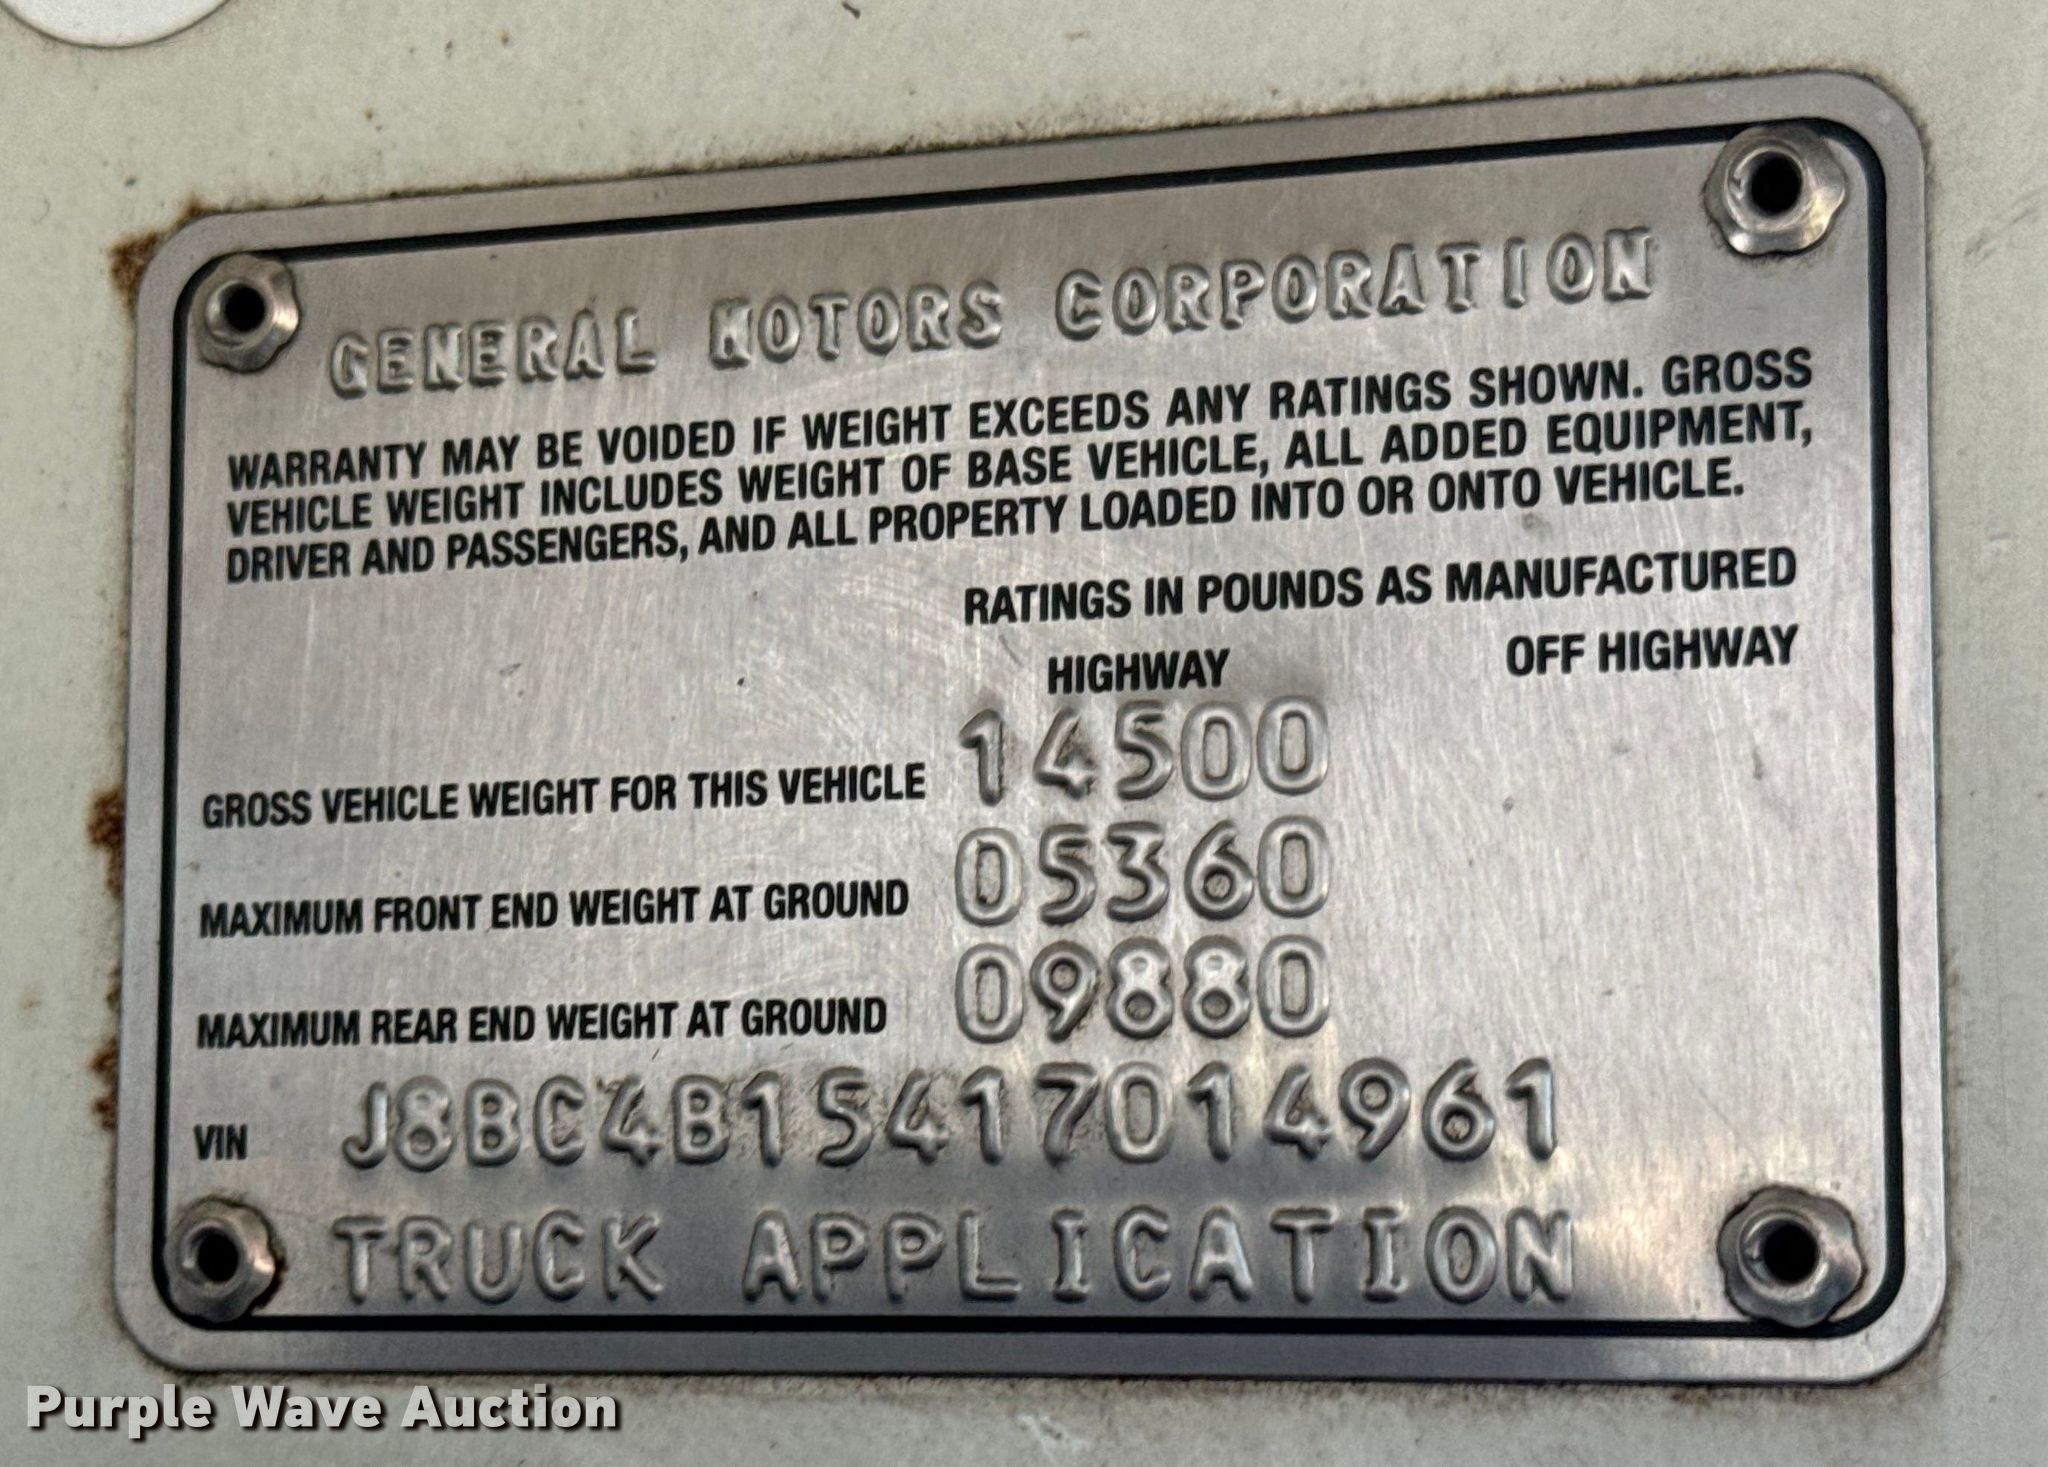 GENERAL MOTORS CORPORATION
WARRANTY MAY BE VOIDED IF WEIGHT EXCEEDS ANY RATINGS SHOWN. GROSS
VEHICLE WEIGHT INCLUDES WEIGHT OF BASE VEHICLE, ALL ADDED EQUIPMENT,
DRIVER AND PASSENGERS, AND ALL PROPERTY LOADED INTO OR ONTO VEHICLE.
RATINGS IN POUNDS AS MANUFACTURED
HIGHWAY OFF HIGHWAY
GROSS VEHICLE WEIGHT FOR THIS VEHICLE 14500
MAXIMUM FRONT END WEIGHT AT GROUND 05360
MAXIMUM REAR END WEIGHT AT GROUND 09880
VIN J8BC4B15417014961
TRUCK APPLICATION
Purple Wave Auction